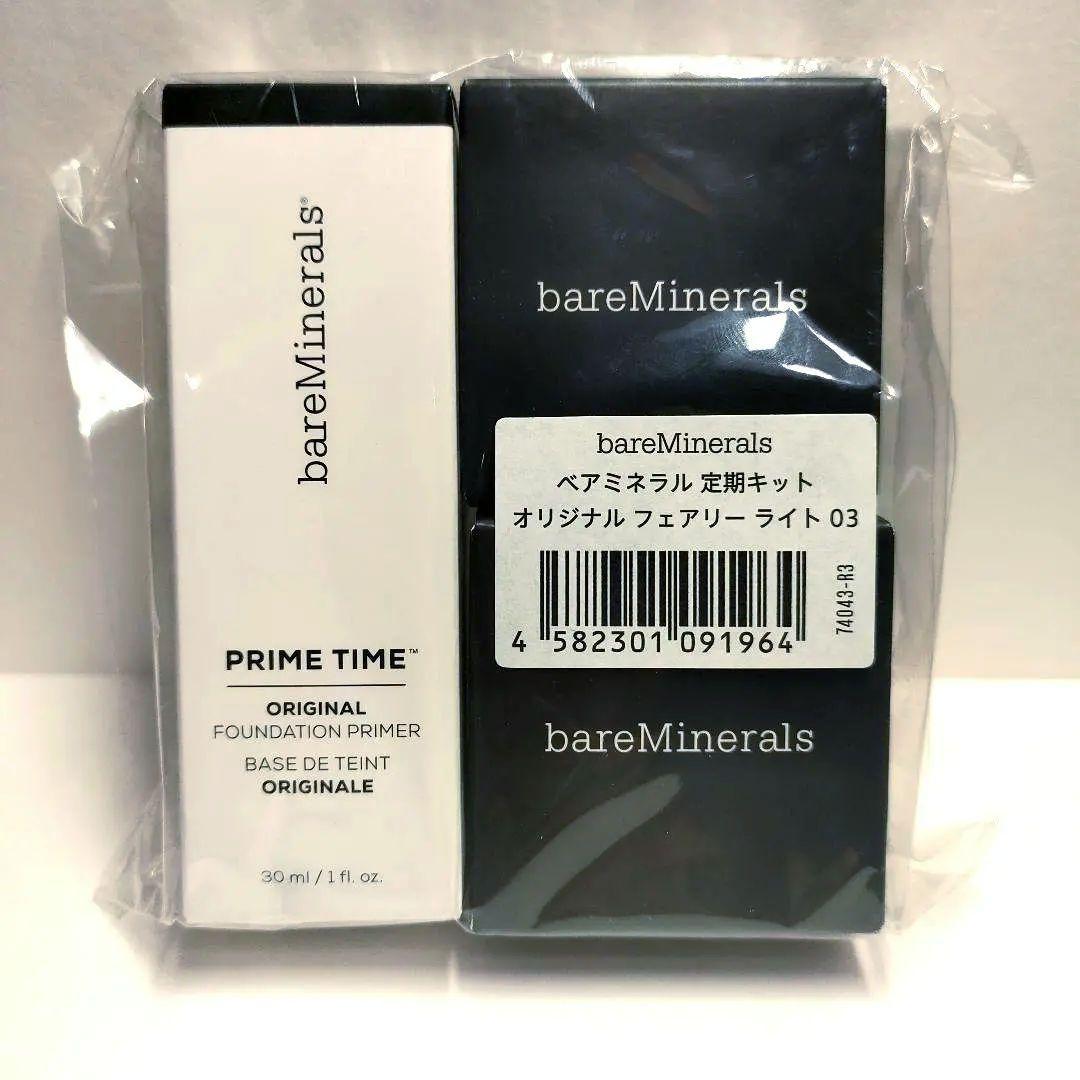 bareMinerals®
PRIME TIME™
ORIGINAL
FOUNDATION PRIMER
BASE DE TEINT
ORIGINALE
30 ml / 1 fl. oz.
bareMinerals
bareMinerals
ベアミネラル 定期キット
オリジナル フェアリー ライト 03
4 582301 091964
74043-R3
bareMinerals